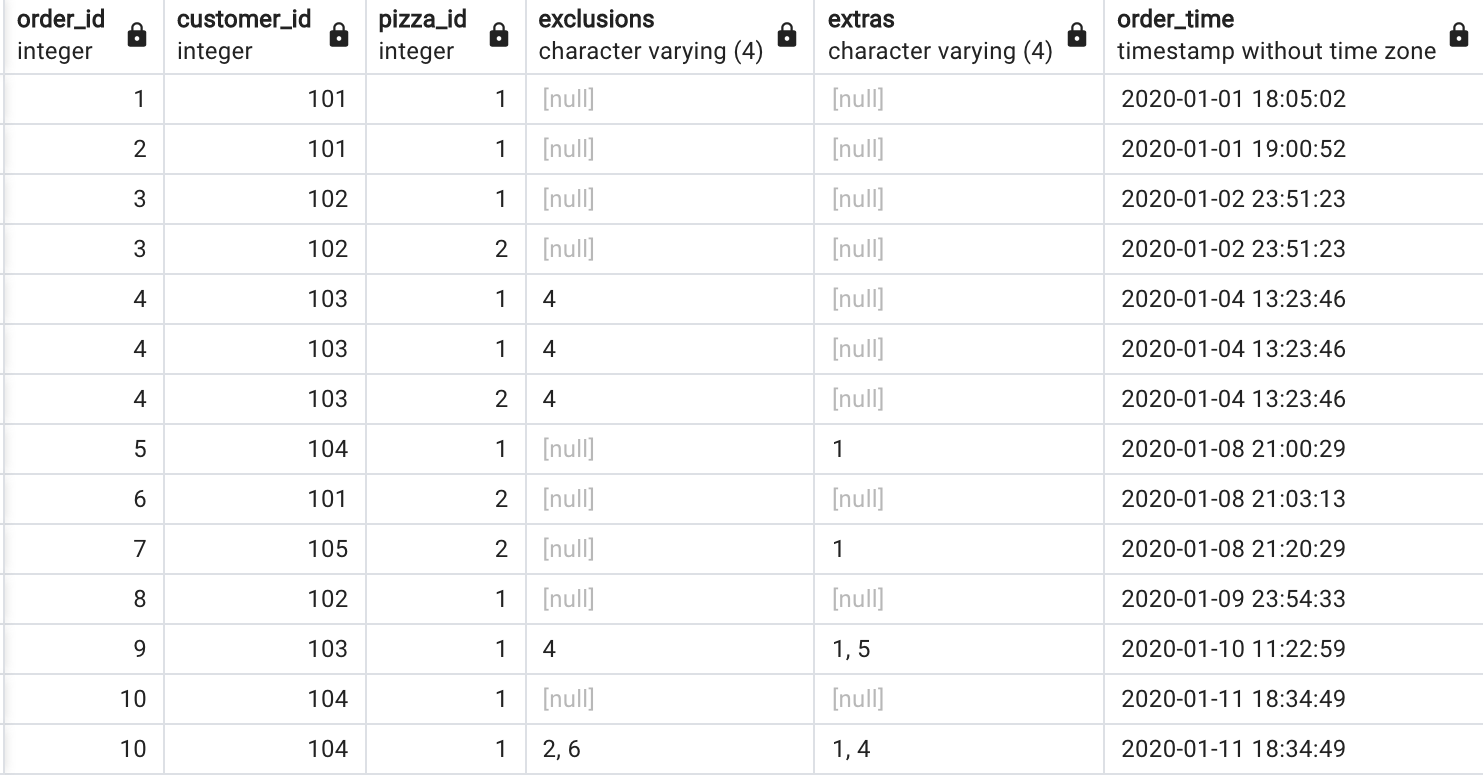 order_id customer_id pizza_id exclusions extras order_time
integer integer integer character varying (4) character varying (4) timestamp without time zone
1 101 1 [null] [null] 2020-01-01 18:05:02
2 101 1 [null] [null] 2020-01-01 19:00:52
3 102 1 [null] [null] 2020-01-02 23:51:23
3 102 2 [null] [null] 2020-01-02 23:51:23
4 103 1 4 [null] 2020-01-04 13:23:46
4 103 1 4 [null] 2020-01-04 13:23:46
4 103 2 4 [null] 2020-01-04 13:23:46
5 104 1 [null] 1 2020-01-08 21:00:29
6 101 2 [null] [null] 2020-01-08 21:03:13
7 105 2 [null] 1 2020-01-08 21:20:29
8 102 1 [null] [null] 2020-01-09 23:54:33
9 103 1 4 1, 5 2020-01-10 11:22:59
10 104 1 [null] [null] 2020-01-11 18:34:49
10 104 1 2, 6 1, 4 2020-01-11 18:34:49